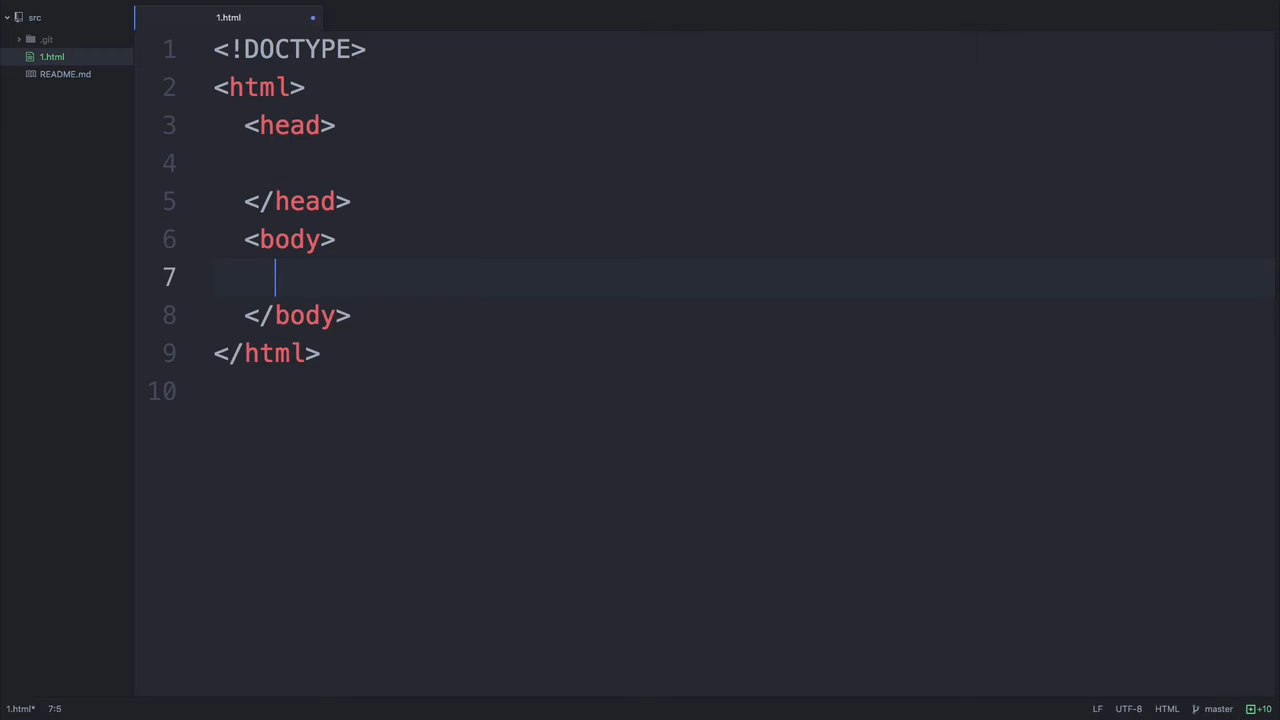 src
.git
1.html
README.md
1.html
1 <!DOCTYPE>
2 <html>
3 <head>
4
5 </head>
6 <body>
7
8 </body>
9 </html>
10
1.html* 7:5 LF UTF-8 HTML master +10